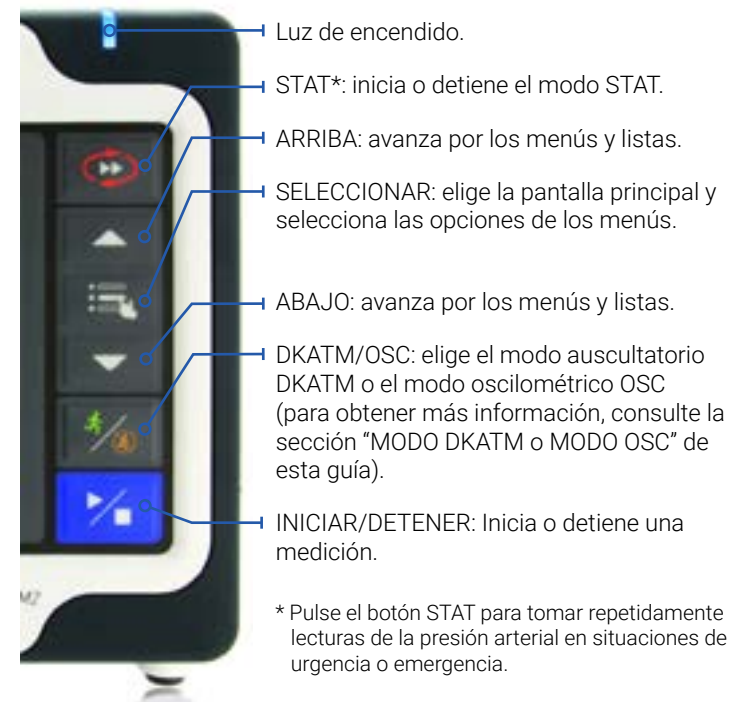 Luz de encendido.
STAT*: inicia o detiene el modo STAT.
ARRIBA: avanza por los menús y listas.
SELECCIONAR: elige la pantalla principal y
selecciona las opciones de los menús.
ABAJO: avanza por los menús y listas.
DKATM/OSC: elige el modo auscultatorio
DKATM o el modo oscilométrico OSC
(para obtener más información, consulte la
sección “MODO DKATM o MODO OSC” de
esta guía).
INICIAR/DETENER: Inicia o detiene una
medición.
M2
* Pulse el botón STAT para tomar repetidamente
lecturas de la presión arterial en situaciones de
urgencia o emergencia.